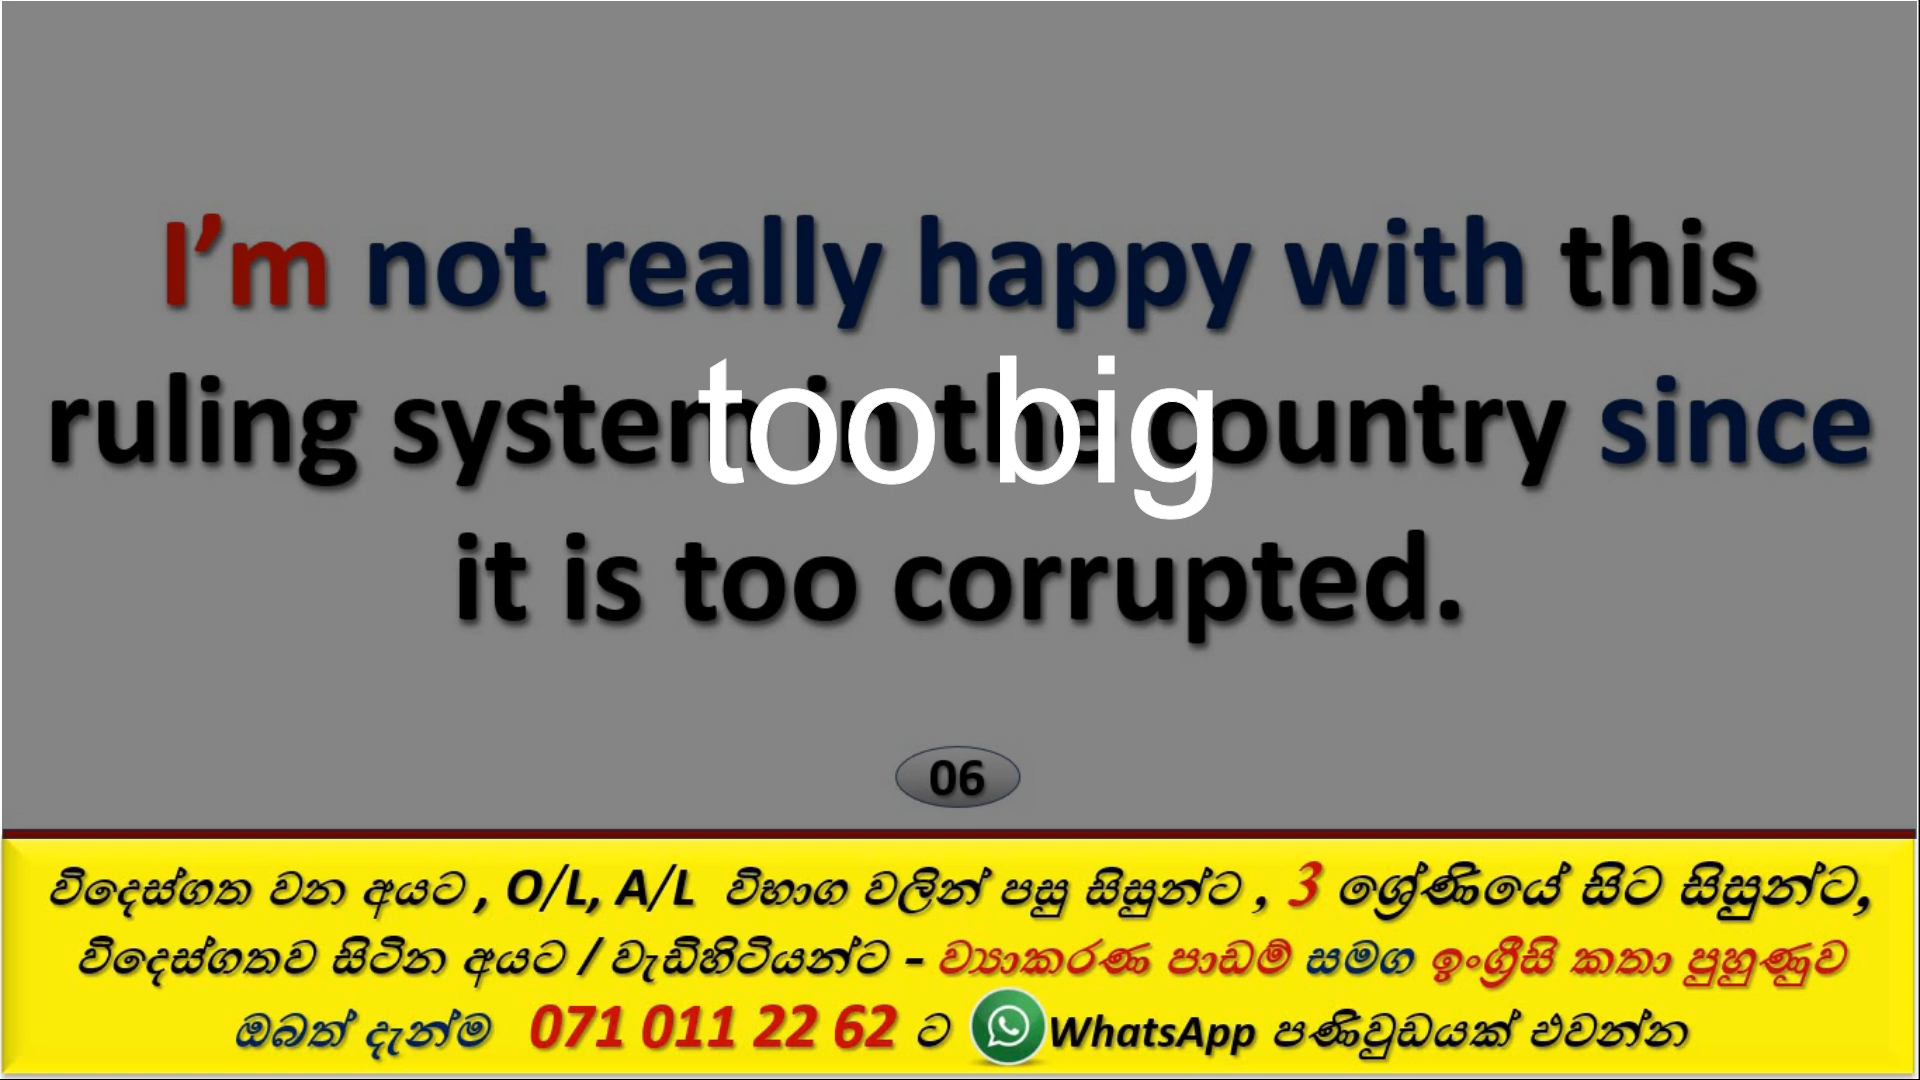 I’m not really happy with this
ruling system in the country since
too big
it is too corrupted.
06
විදෙස්ගත වන අයට , O/L, A/L විභාග වලින් පසු සිසුන්ට , 3 ශ්‍රේණියේ සිට සිසුන්ට,
විදෙස්ගතව සිටින අයට / වැඩිහිටියන්ට - ව්‍යාකරණ පාඩම් සමග ඉංග්‍රීසි කතා පුහුණුව
ඔබත් දැන්ම 071 011 22 62 ට WhatsApp පණිවුඩයක් එවන්න